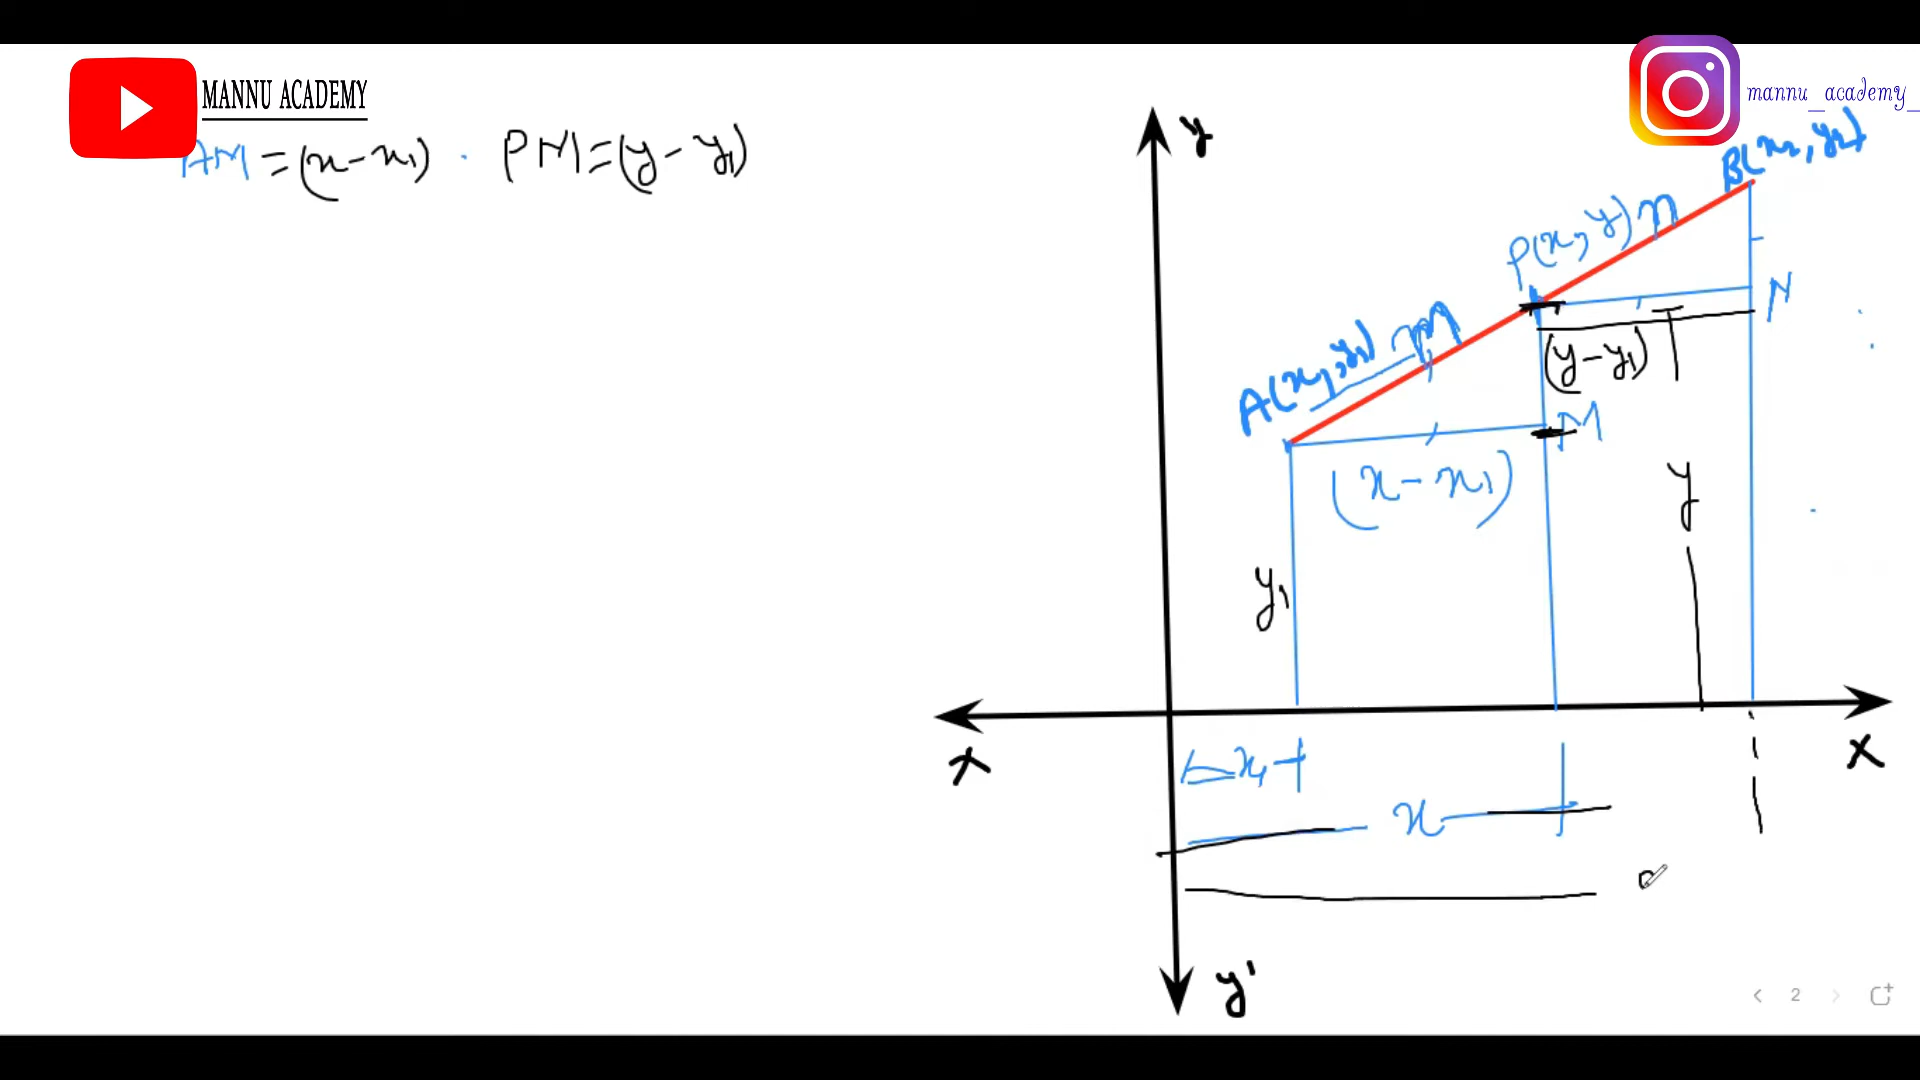 MANNU ACADEMY
mannu_academy_
AM = (x - x₁) . PM = (y - y₁)
y
B(x₂, y₂)
P(x, y) n
A(x₁, y₁) m
N
(y - y₁)
M
(x - x₁)
y
y₁
x₁
X X
x
y'
2